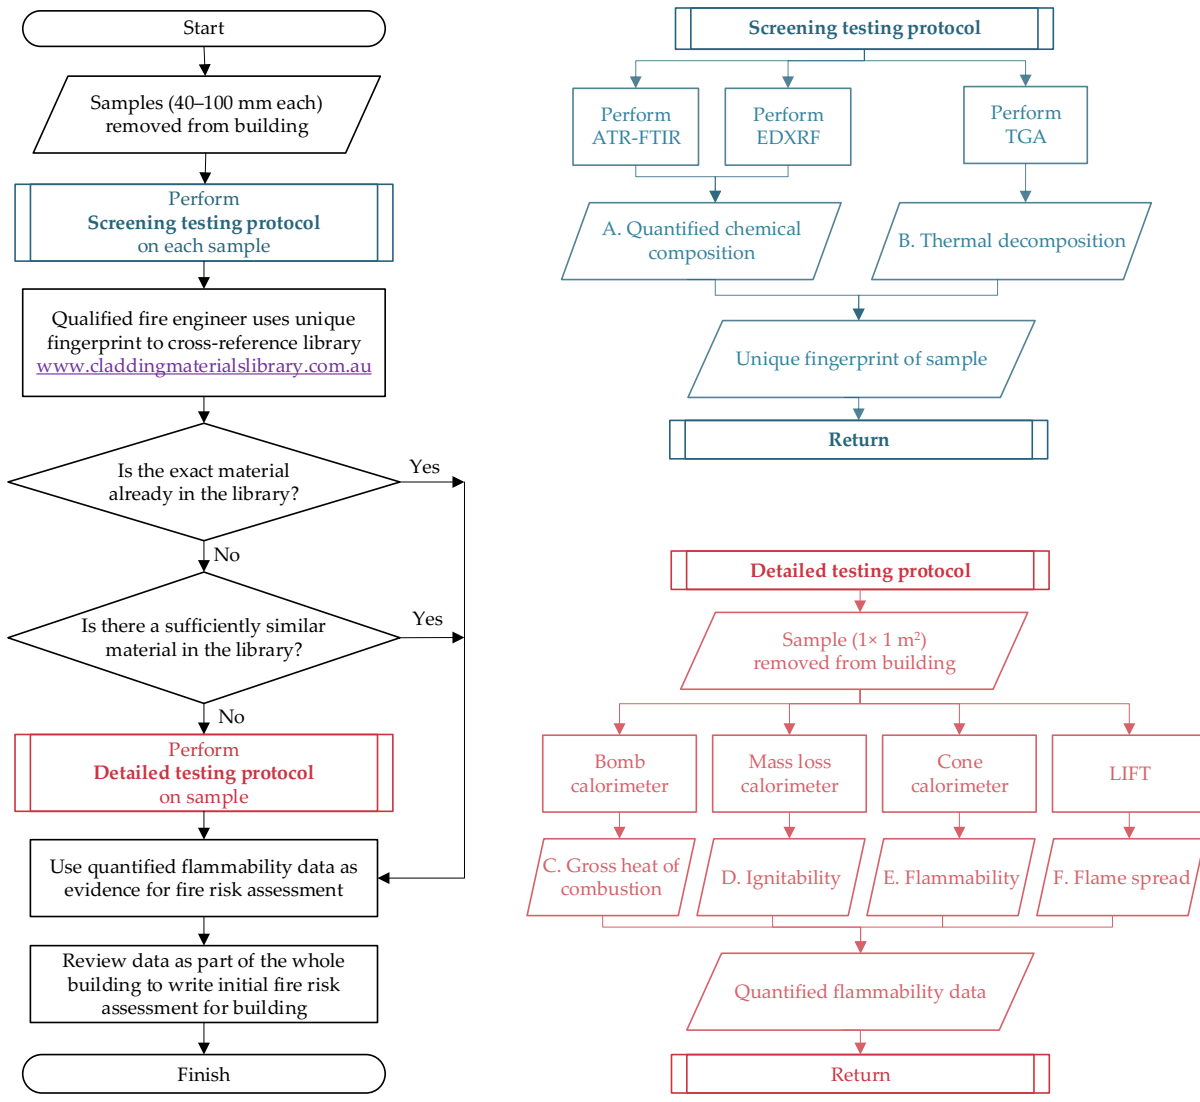 Start
Samples (40–100 mm each)
removed from building
Perform
Screening testing protocol
on each sample
Qualified fire engineer uses unique
fingerprint to cross-reference library
www.claddingmaterialslibrary.com.au
Is the exact material
already in the library?
Yes
No
Is there a sufficiently similar
material in the library?
Yes
No
Perform
Detailed testing protocol
on sample
Use quantified flammability data as
evidence for fire risk assessment
Review data as part of the whole
building to write initial fire risk
assessment for building
Finish
Screening testing protocol
Perform
ATR-FTIR
Perform
EDXRF
Perform
TGA
A. Quantified chemical
composition
B. Thermal decomposition
Unique fingerprint of sample
Return
Detailed testing protocol
Sample (1× 1 m²)
removed from building
Bomb
calorimeter
Mass loss
calorimeter
Cone
calorimeter
LIFT
C. Gross heat of
combustion
D. Ignitability
E. Flammability
F. Flame spread
Quantified flammability data
Return